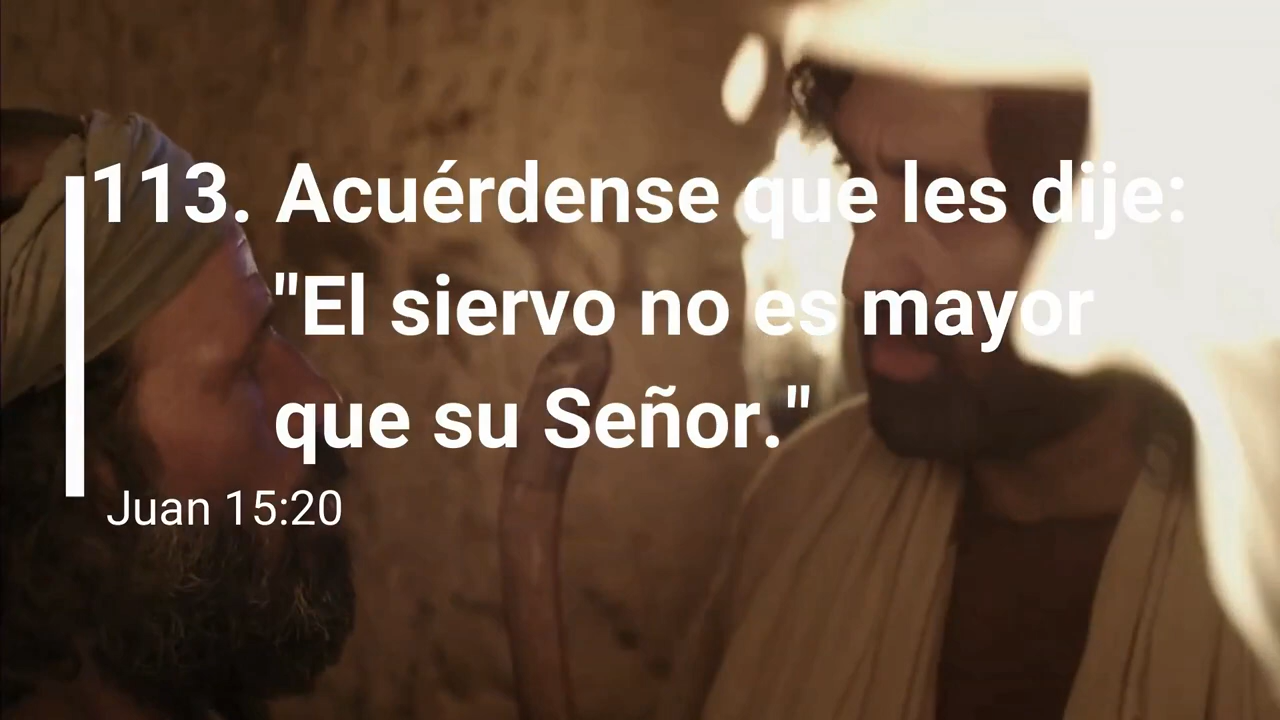 113. Acuérdense que les dije:
"El siervo no es mayor
que su Señor."
Juan 15:20